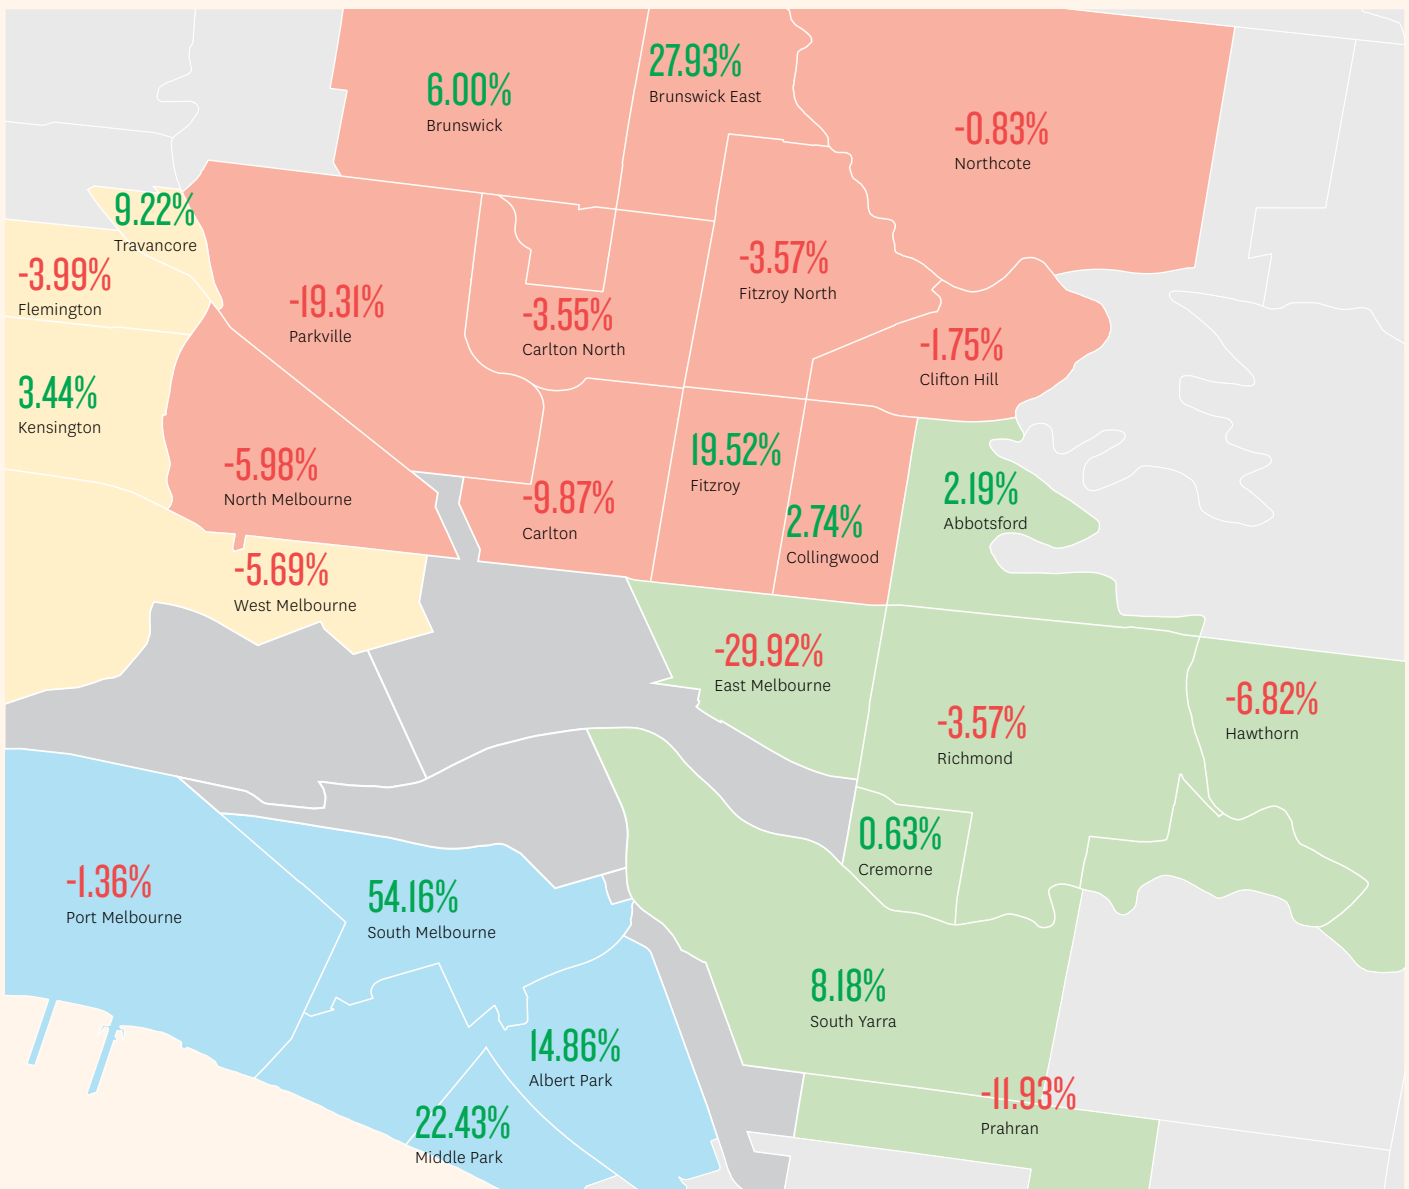 27.93%
Brunswick East
6.00%
Brunswick
-0.83%
Northcote
9.22%
Travancore
-3.99%
Flemington
-3.57%
Fitzroy North
-19.31%
Parkville
-3.55%
Carlton North
-1.75%
Clifton Hill
3.44%
Kensington
19.52%
Fitzroy
-5.98%
North Melbourne
2.19%
Abbotsford
-9.87%
Carlton
2.74%
Collingwood
-5.69%
West Melbourne
-29.92%
East Melbourne
-6.82%
Hawthorn
-3.57%
Richmond
0.63%
Cremorne
-1.36%
Port Melbourne
54.16%
South Melbourne
8.18%
South Yarra
14.86%
Albert Park
-11.93%
Prahran
22.43%
Middle Park